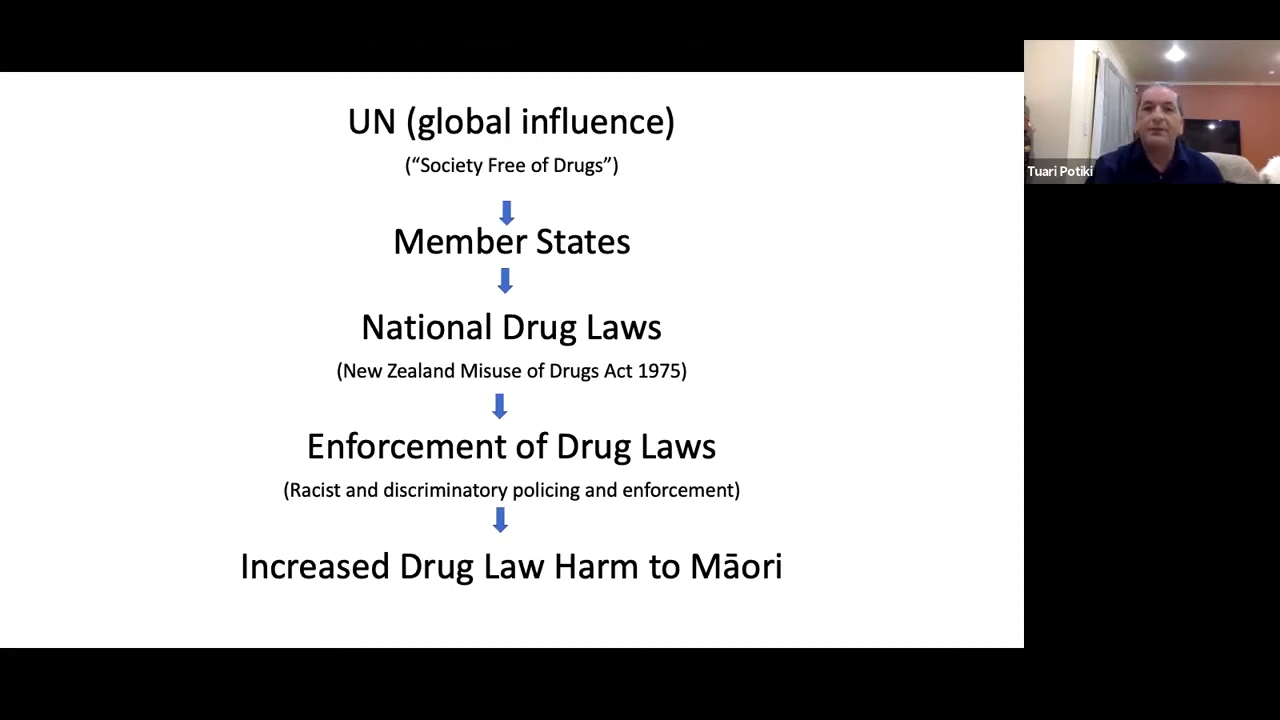 UN (global influence)
(“Society Free of Drugs”)
Member States
National Drug Laws
(New Zealand Misuse of Drugs Act 1975)
Enforcement of Drug Laws
(Racist and discriminatory policing and enforcement)
Increased Drug Law Harm to Māori
Tuari Potiki